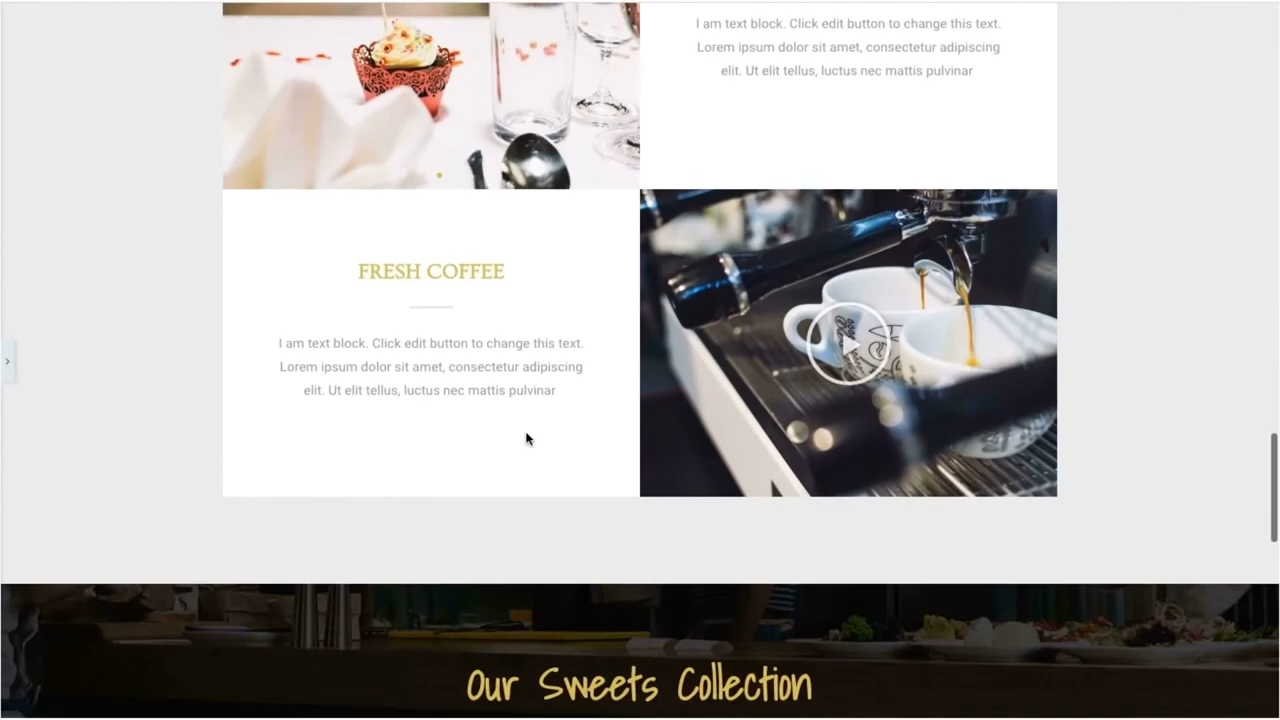 I am text block. Click edit button to change this text.
Lorem ipsum dolor sit amet, consectetur adipiscing
elit. Ut elit tellus, luctus nec mattis pulvinar
FRESH COFFEE
I am text block. Click edit button to change this text.
Lorem ipsum dolor sit amet, consectetur adipiscing
elit. Ut elit tellus, luctus nec mattis pulvinar
Our Sweets Collection